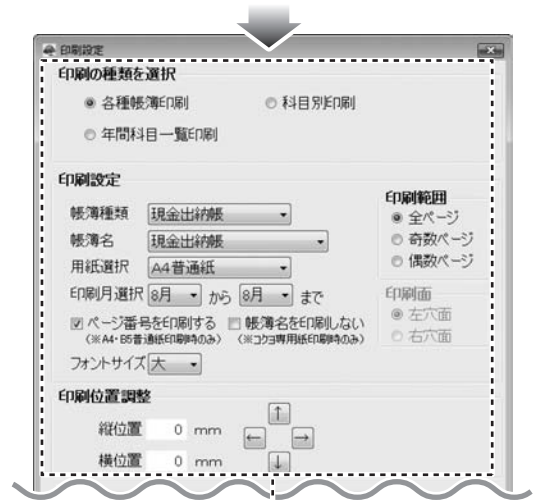 印刷設定
印刷の種類を選択
各種帳簿印刷 科目別印刷
年間科目一覧印刷
印刷設定
印刷範囲
帳簿種類 現金出納帳 全ページ
帳簿名 現金出納帳 奇数ページ
用紙選択 A4普通紙 偶数ページ
印刷月選択 8月 から 8月 まで 印刷面
ページ番号を印刷する 帳簿名を印刷しない 左穴面
(※A4・B5普通紙印刷時のみ) (※コクヨ専用紙印刷時のみ) 右穴面
フォントサイズ 大
印刷位置調整
縦位置 0 mm ↑ ← →
横位置 0 mm ↓